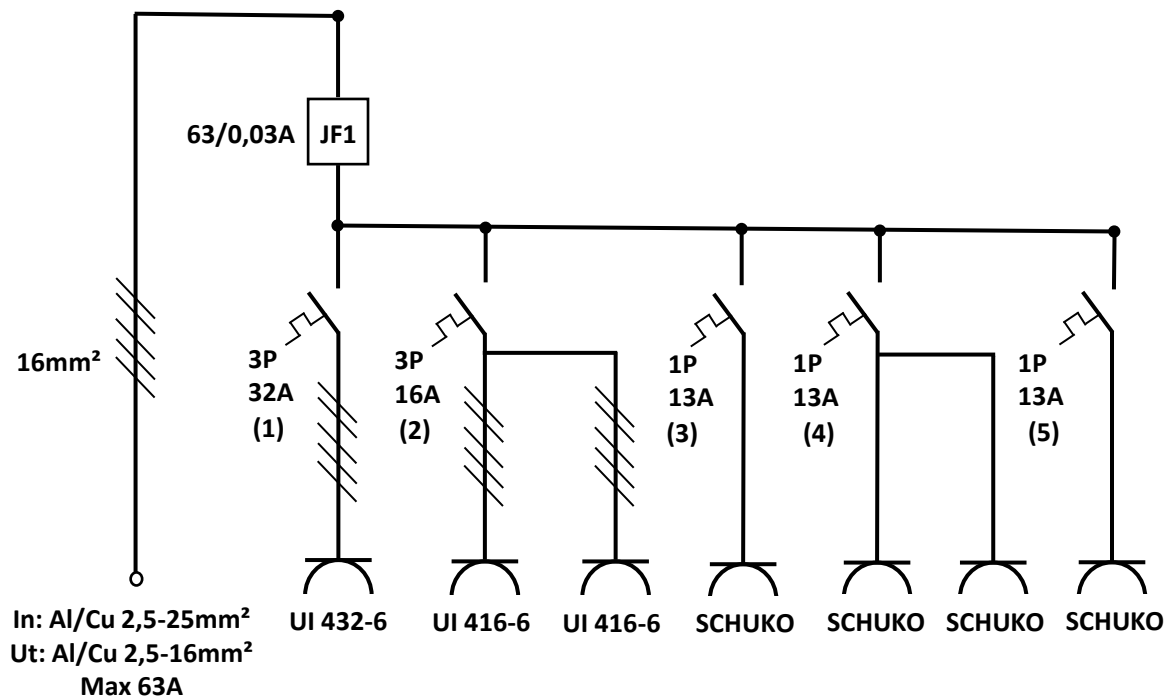 63/0,03A
JF1
16mm²
3P
32A
(1)
3P
16A
(2)
1P
13A
(3)
1P
13A
(4)
1P
13A
(5)
In: Al/Cu 2,5-25mm²
Ut: Al/Cu 2,5-16mm²
Max 63A
UI 432-6
UI 416-6
UI 416-6
SCHUKO
SCHUKO
SCHUKO
SCHUKO